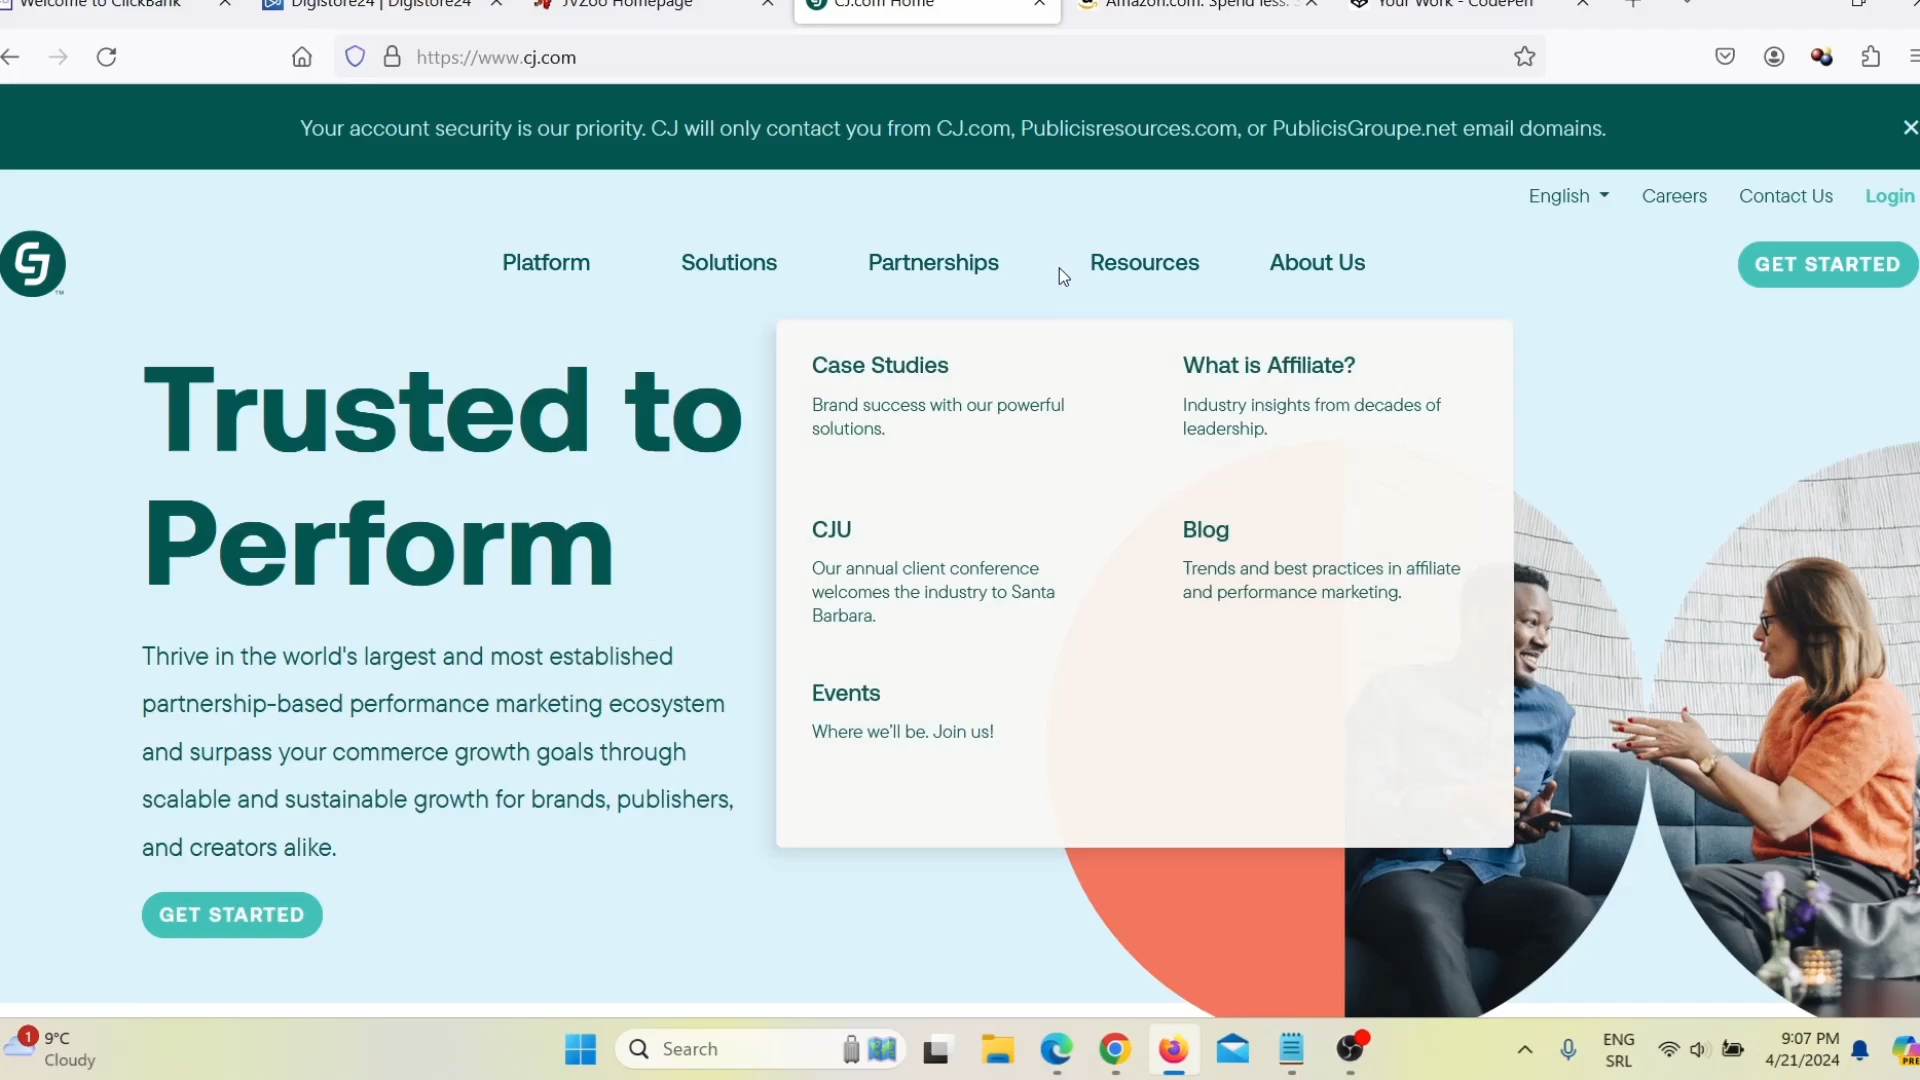 Welcome to ClickBank
Digistore24 | Digistore24
JVZoo Homepage
CJ.com Home
Amazon.com. Spend less.
Your Work - CodePen
https://www.cj.com
Your account security is our priority. CJ will only contact you from CJ.com, Publicisresources.com, or PublicisGroupe.net email domains.
English
Careers
Contact Us
Login
Platform
Solutions
Partnerships
Resources
About Us
GET STARTED
Trusted to
Perform
Thrive in the world's largest and most established
partnership-based performance marketing ecosystem
and surpass your commerce growth goals through
scalable and sustainable growth for brands, publishers,
and creators alike.
GET STARTED
Case Studies
Brand success with our powerful
solutions.
What is Affiliate?
Industry insights from decades of
leadership.
CJU
Our annual client conference
welcomes the industry to Santa
Barbara.
Blog
Trends and best practices in affiliate
and performance marketing.
Events
Where we'll be. Join us!
1
9°C
Cloudy
Search
ENG
SRL
9:07 PM
4/21/2024
PRE